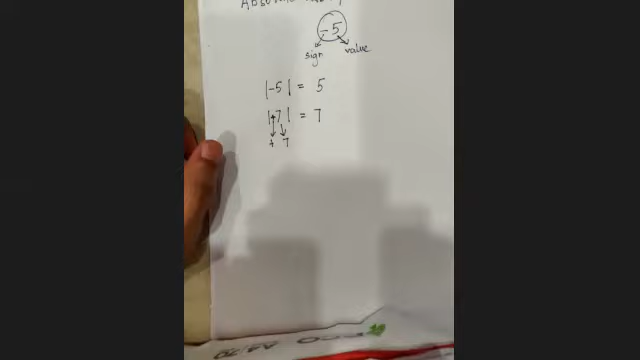 -5
sign value
|-5| = 5
|+7| = 7
+ 7